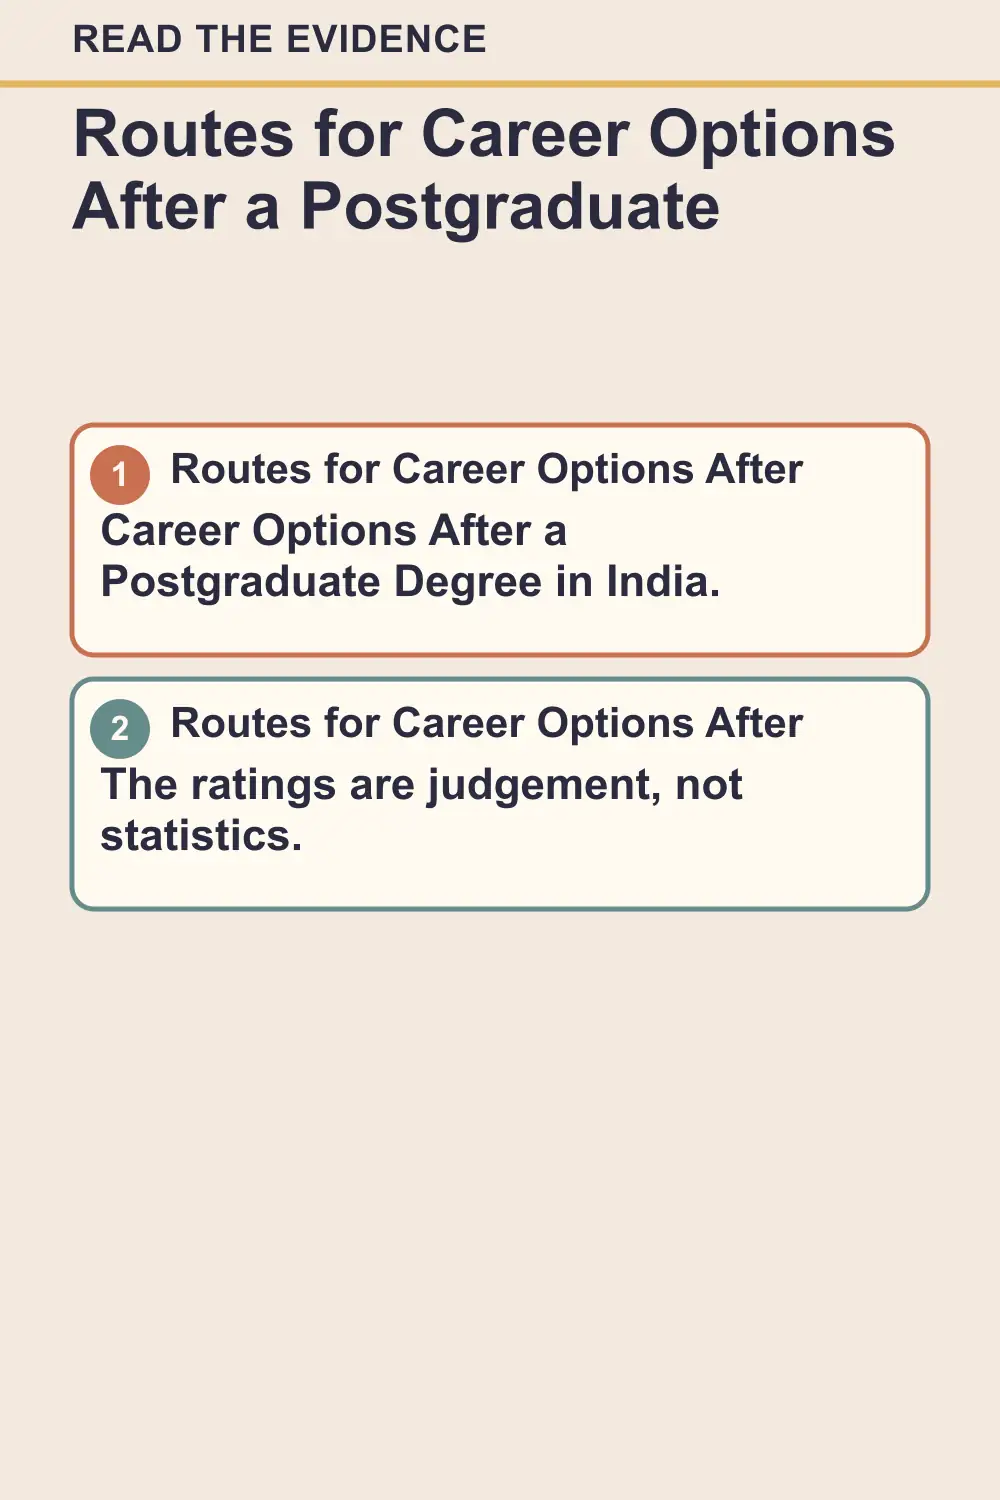 READ THE EVIDENCE
Routes for Career Options
After a Postgraduate
1 Routes for Career Options After
Career Options After a
Postgraduate Degree in India.
2 Routes for Career Options After
The ratings are judgement, not
statistics.